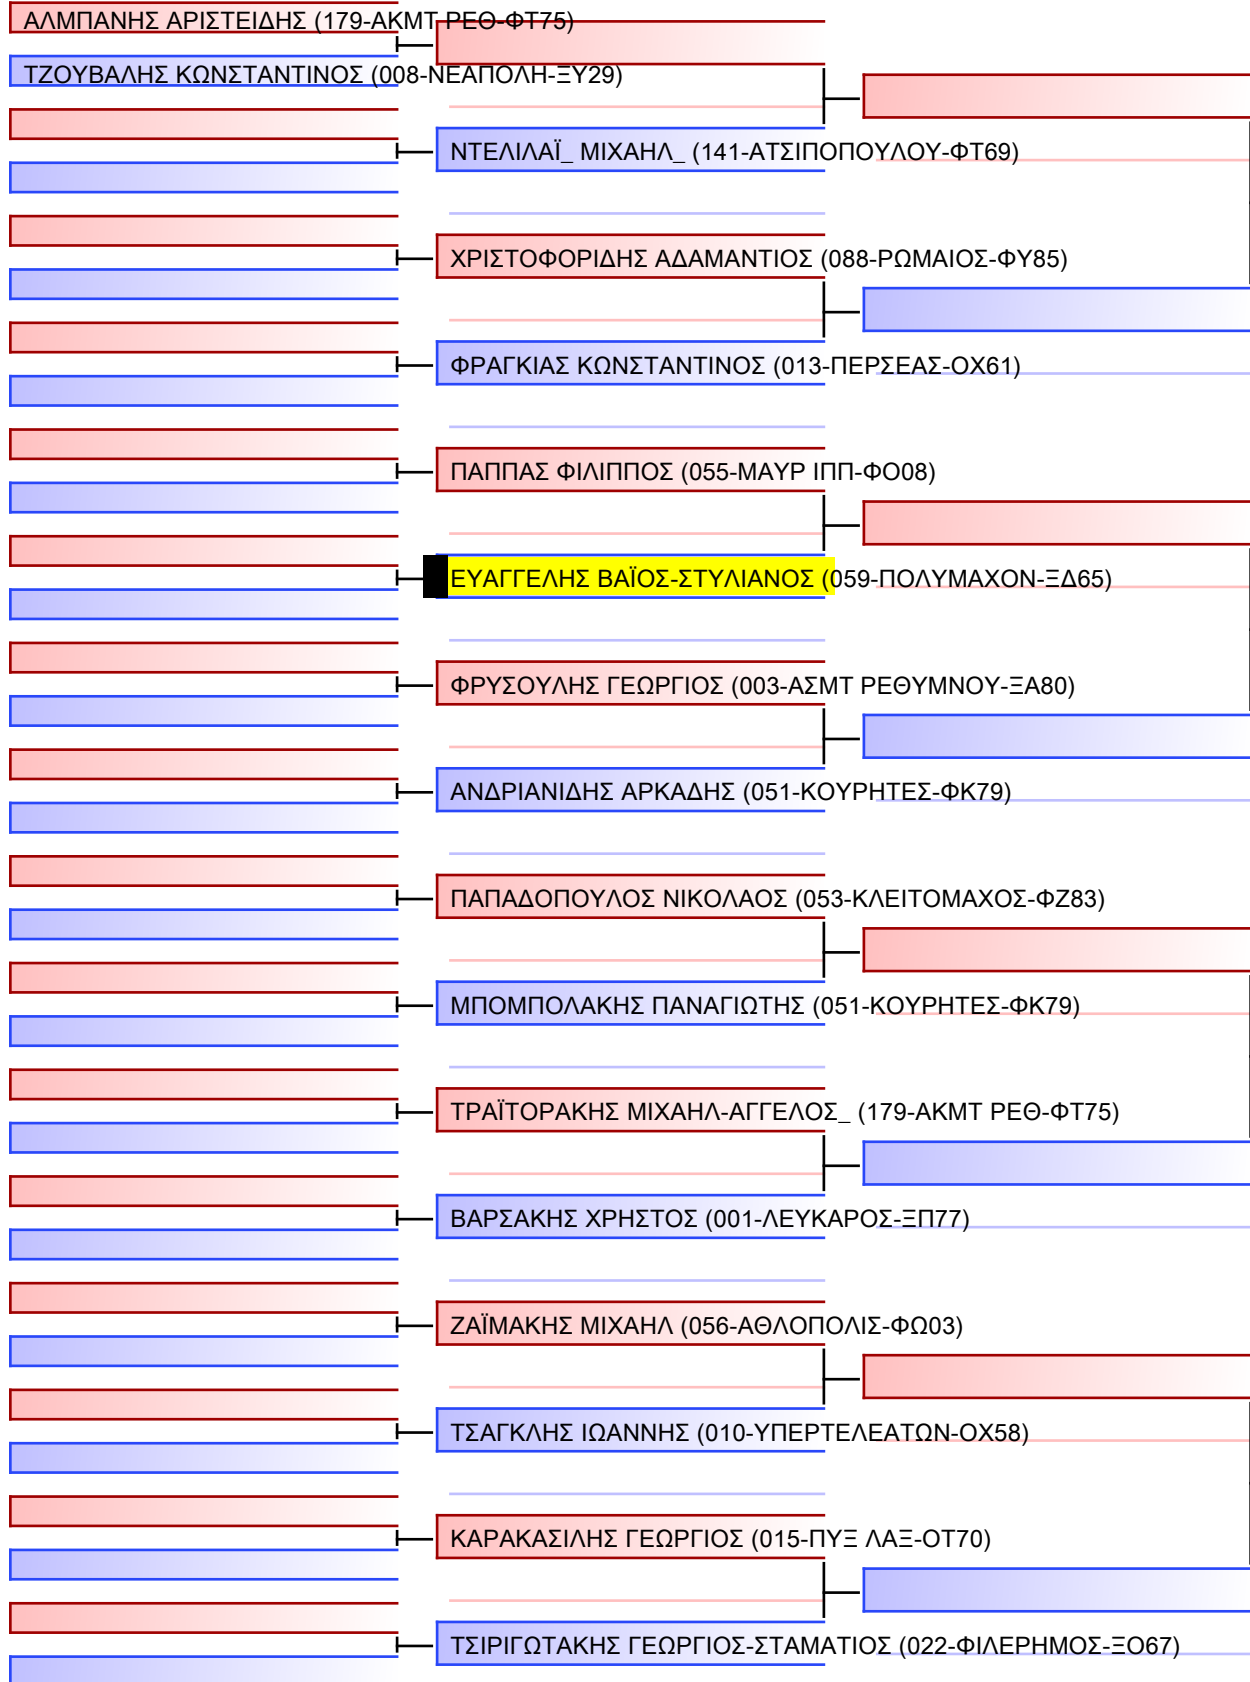 ΑΛΜΠΑΝΗΣ ΑΡΙΣΤΕΙΔΗΣ (179-ΑΚΜΤ ΡΕΘ-ΦΤ75)
ΤΖΟΥΒΑΛΗΣ ΚΩΝΣΤΑΝΤΙΝΟΣ (008-ΝΕΑΠΟΛΗ-ΞΥ29)
ΝΤΕΛΙΛΑΪ_ ΜΙΧΑΗΛ_ (141-ΑΤΣΙΠΟΠΟΥΛΟΥ-ΦΤ69)
ΧΡΙΣΤΟΦΟΡΙΔΗΣ ΑΔΑΜΑΝΤΙΟΣ (088-ΡΩΜΑΙΟΣ-ΦΥ85)
ΦΡΑΓΚΙΑΣ ΚΩΝΣΤΑΝΤΙΝΟΣ (013-ΠΕΡΣΕΑΣ-ΟΧ61)
ΠΑΠΠΑΣ ΦΙΛΙΠΠΟΣ (055-ΜΑΥΡ ΙΠΠ-ΦΟ08)
ΕΥΑΓΓΕΛΗΣ ΒΑΪΟΣ-ΣΤΥΛΙΑΝΟΣ (059-ΠΟΛΥΜΑΧΟΝ-ΞΔ65)
ΦΡΥΣΟΥΛΗΣ ΓΕΩΡΓΙΟΣ (003-ΑΣΜΤ ΡΕΘΥΜΝΟΥ-ΞΑ80)
ΑΝΔΡΙΑΝΙΔΗΣ ΑΡΚΑΔΗΣ (051-ΚΟΥΡΗΤΕΣ-ΦΚ79)
ΠΑΠΑΔΟΠΟΥΛΟΣ ΝΙΚΟΛΑΟΣ (053-ΚΛΕΙΤΟΜΑΧΟΣ-ΦΖ83)
ΜΠΟΜΠΟΛΑΚΗΣ ΠΑΝΑΓΙΩΤΗΣ (051-ΚΟΥΡΗΤΕΣ-ΦΚ79)
ΤΡΑΪΤΟΡΑΚΗΣ ΜΙΧΑΗΛ-ΑΓΓΕΛΟΣ_ (179-ΑΚΜΤ ΡΕΘ-ΦΤ75)
ΒΑΡΣΑΚΗΣ ΧΡΗΣΤΟΣ (001-ΛΕΥΚΑΡΟΣ-ΞΠ77)
ΖΑΪΜΑΚΗΣ ΜΙΧΑΗΛ (056-ΑΘΛΟΠΟΛΙΣ-ΦΩ03)
ΤΣΑΓΚΛΗΣ ΙΩΑΝΝΗΣ (010-ΥΠΕΡΤΕΛΕΑΤΩΝ-ΟΧ58)
ΚΑΡΑΚΑΣΙΛΗΣ ΓΕΩΡΓΙΟΣ (015-ΠΥΞ ΛΑΞ-ΟΤ70)
ΤΣΙΡΙΓΩΤΑΚΗΣ ΓΕΩΡΓΙΟΣ-ΣΤΑΜΑΤΙΟΣ (022-ΦΙΛΕΡΗΜΟΣ-ΞΟ67)